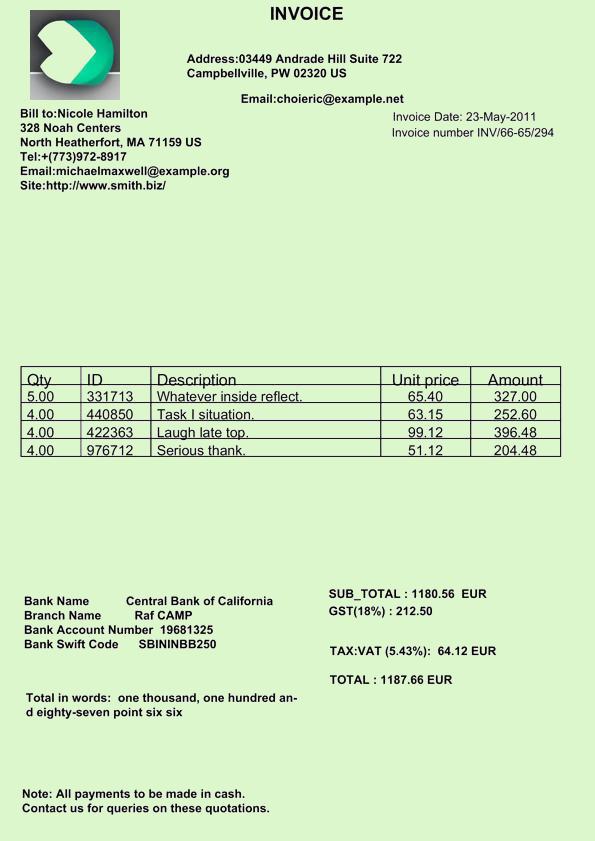 INVOICE
Address:03449 Andrade Hill Suite 722
Campbellville, PW 02320 US
Email:choieric@example.net
Bill to:Nicole Hamilton
328 Noah Centers
North Heatherfort, MA 71159 US
Tel:+(773)972-8917
Email:michaelmaxwell@example.org
Site:http://www.smith.biz/
Invoice Date: 23-May-2011
Invoice number INV/66-65/294
Qty ID Description Unit price Amount
5.00 331713 Whatever inside reflect. 65.40 327.00
4.00 440850 Task I situation. 63.15 252.60
4.00 422363 Laugh late top. 99.12 396.48
4.00 976712 Serious thank. 51.12 204.48
Bank Name Central Bank of California
Branch Name Raf CAMP
Bank Account Number 19681325
Bank Swift Code SBININBB250
SUB_TOTAL : 1180.56 EUR
GST(18%) : 212.50
TAX:VAT (5.43%): 64.12 EUR
TOTAL : 1187.66 EUR
Total in words: one thousand, one hundred an-
d eighty-seven point six six
Note: All payments to be made in cash.
Contact us for queries on these quotations.